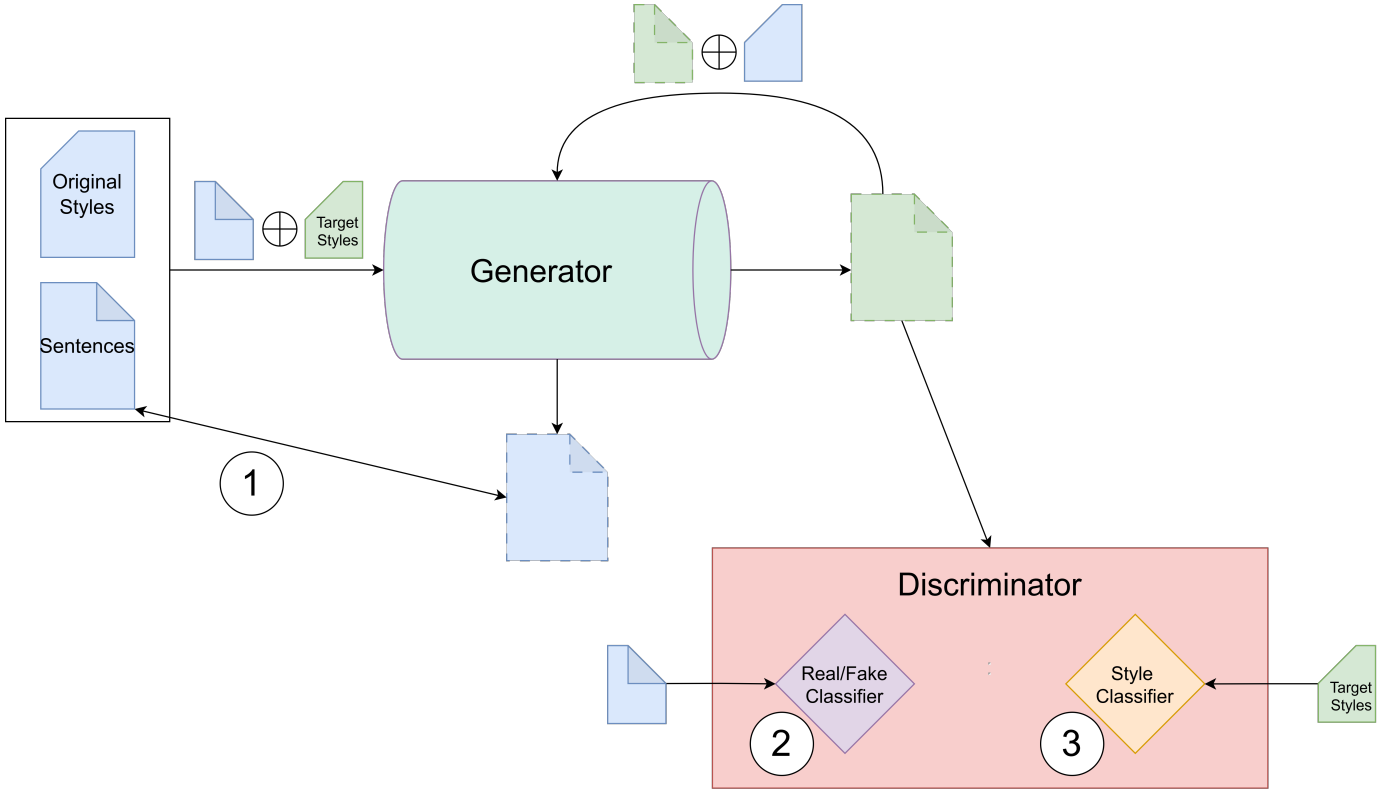 Original
Styles
Sentences
Target
Styles
Generator
1
Discriminator
Real/Fake
Classifier
2
Style
Classifier
3
Target
Styles